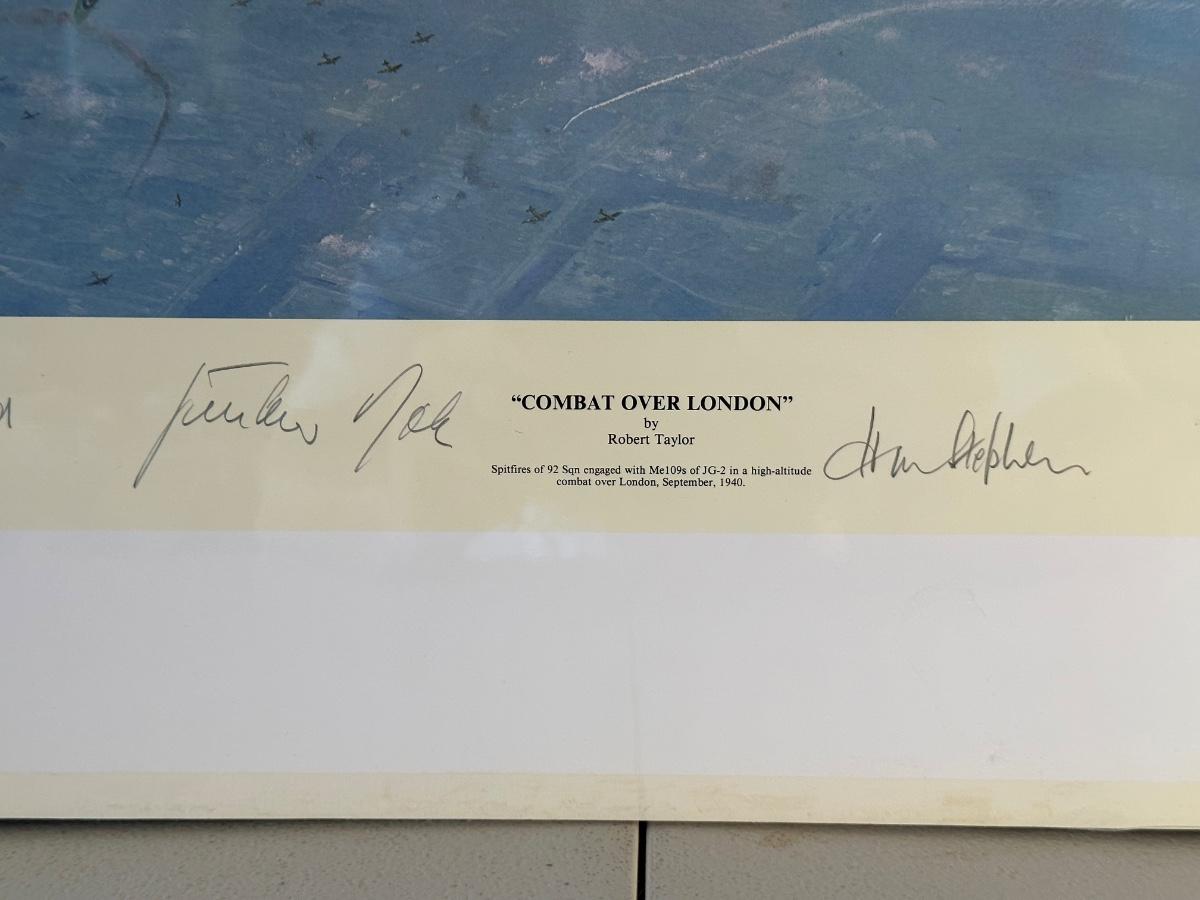 “COMBAT OVER LONDON”
by
Robert Taylor
Spitfires of 92 Sqn engaged with Me109s of JG-2 in a high-altitude
combat over London, September, 1940.
Stephen